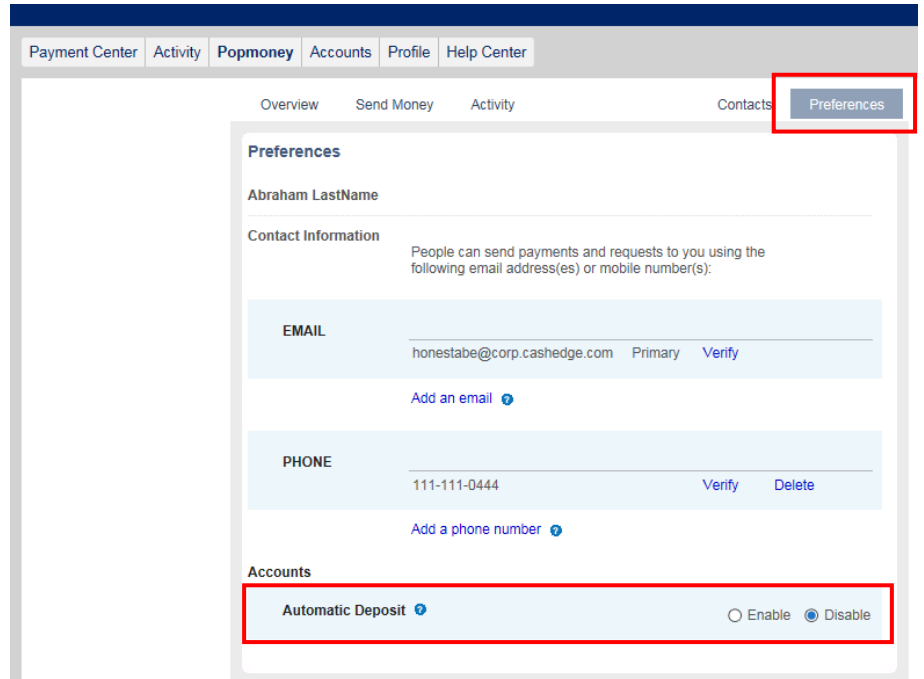 Payment Center Activity Popmoney Accounts Profile Help Center
Overview Send Money Activity Contacts Preferences
Preferences
Abraham LastName
Contact Information
People can send payments and requests to you using the
following email address(es) or mobile number(s):
EMAIL
honestabe@corp.cashedge.com Primary Verify
Add an email ?
PHONE
111-111-0444 Verify Delete
Add a phone number ?
Accounts
Automatic Deposit ? Enable Disable